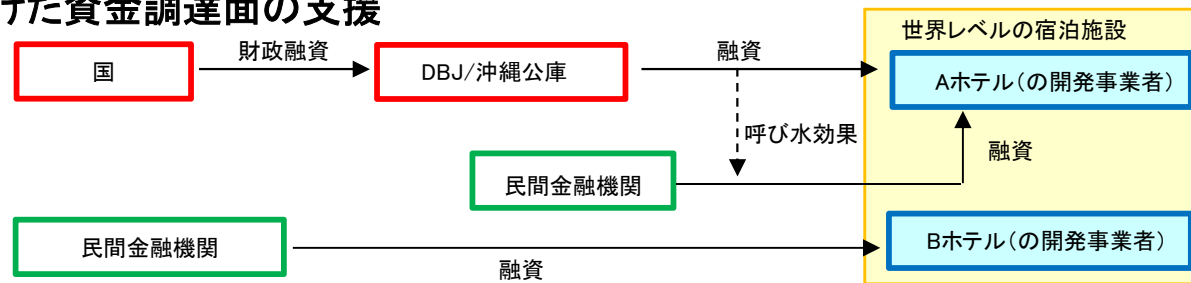 けた資金調達面の支援
世界レベルの宿泊施設
財政融資
融資
国
DBJ/沖縄公庫
Aホテル(の開発事業者)
呼び水効果
融資
民間金融機関
民間金融機関
Bホテル(の開発事業者)
融資